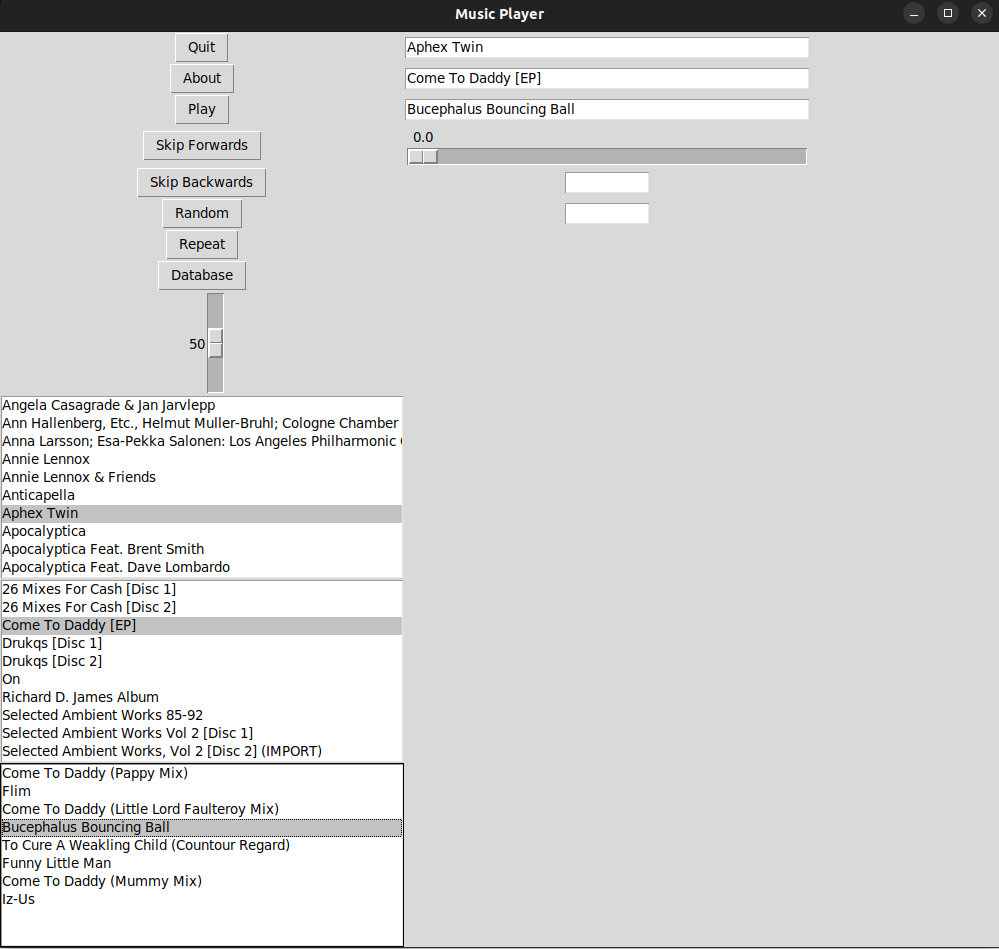 Music Player
Quit
Aphex Twin
About
Come To Daddy [EP]
Play
Bucephalus Bouncing Ball
Skip Forwards
0.0
Skip Backwards
Random
Repeat
Database
50
Angela Casagrade & Jan Jarvlepp
Ann Hallenberg, Etc., Helmut Muller-Bruhl; Cologne Chamber
Anna Larsson; Esa-Pekka Salonen: Los Angeles Philharmonic
Annie Lennox
Annie Lennox & Friends
Anticapella
Aphex Twin
Apocalyptica
Apocalyptica Feat. Brent Smith
Apocalyptica Feat. Dave Lombardo
26 Mixes For Cash [Disc 1]
26 Mixes For Cash [Disc 2]
Come To Daddy [EP]
Drukqs [Disc 1]
Drukqs [Disc 2]
On
Richard D. James Album
Selected Ambient Works 85-92
Selected Ambient Works Vol 2 [Disc 1]
Selected Ambient Works, Vol 2 [Disc 2] (IMPORT)
Come To Daddy (Pappy Mix)
Flim
Come To Daddy (Little Lord Faulteroy Mix)
Bucephalus Bouncing Ball
To Cure A Weakling Child (Countour Regard)
Funny Little Man
Come To Daddy (Mummy Mix)
Iz-Us